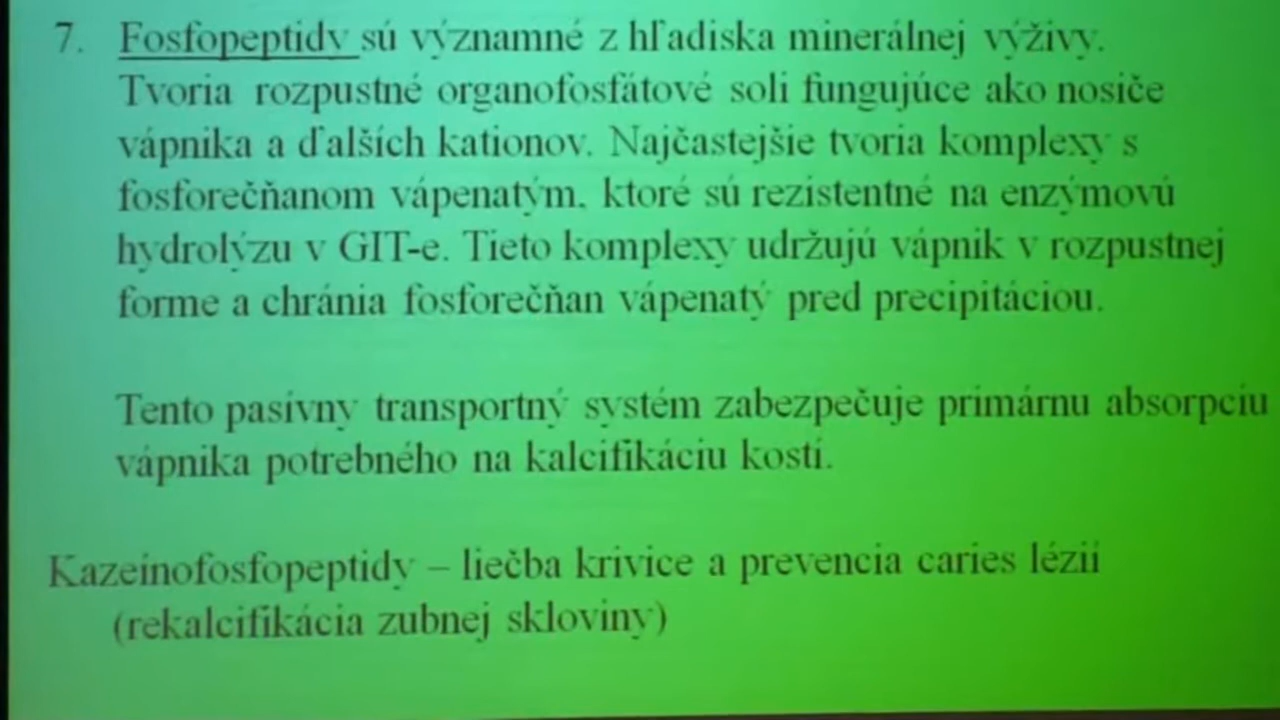 7. Fosfopeptidy sú významné z hľadiska minerálnej výživy.
Tvoria rozpustné organofosfátové soli fungujúce ako nosiče
vápnika a ďalších kationov. Najčastejšie tvoria komplexy s
fosforečňanom vápenatým, ktoré sú rezistentné na enzýmovú
hydrolýzu v GIT-e. Tieto komplexy udržujú vápnik v rozpustnej
forme a chránia fosforečňan vápenatý pred precipitáciou.
Tento pasívny transportný systém zabezpečuje primárnu absorpciu
vápnika potrebného na kalcifikáciu kostí.
Kazeinofosfopeptidy – liečba krivice a prevencia caries lézií
(rekalcifikácia zubnej skloviny)